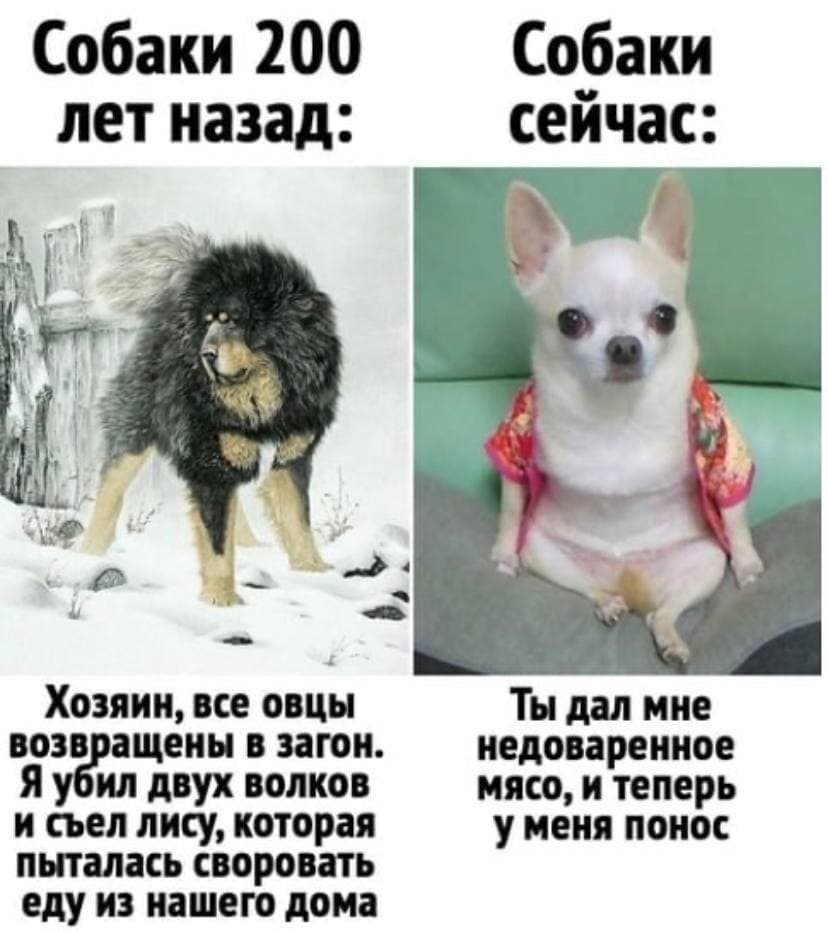 Собаки 200
лет назад:
Собаки
сейчас:
Хозяин, все овцы
возвращены в загон.
Я убил двух волков
и съел лису, которая
пыталась своровать
еду из нашего дома
Ты дал мне
недоваренное
мясо, и теперь
у меня понос